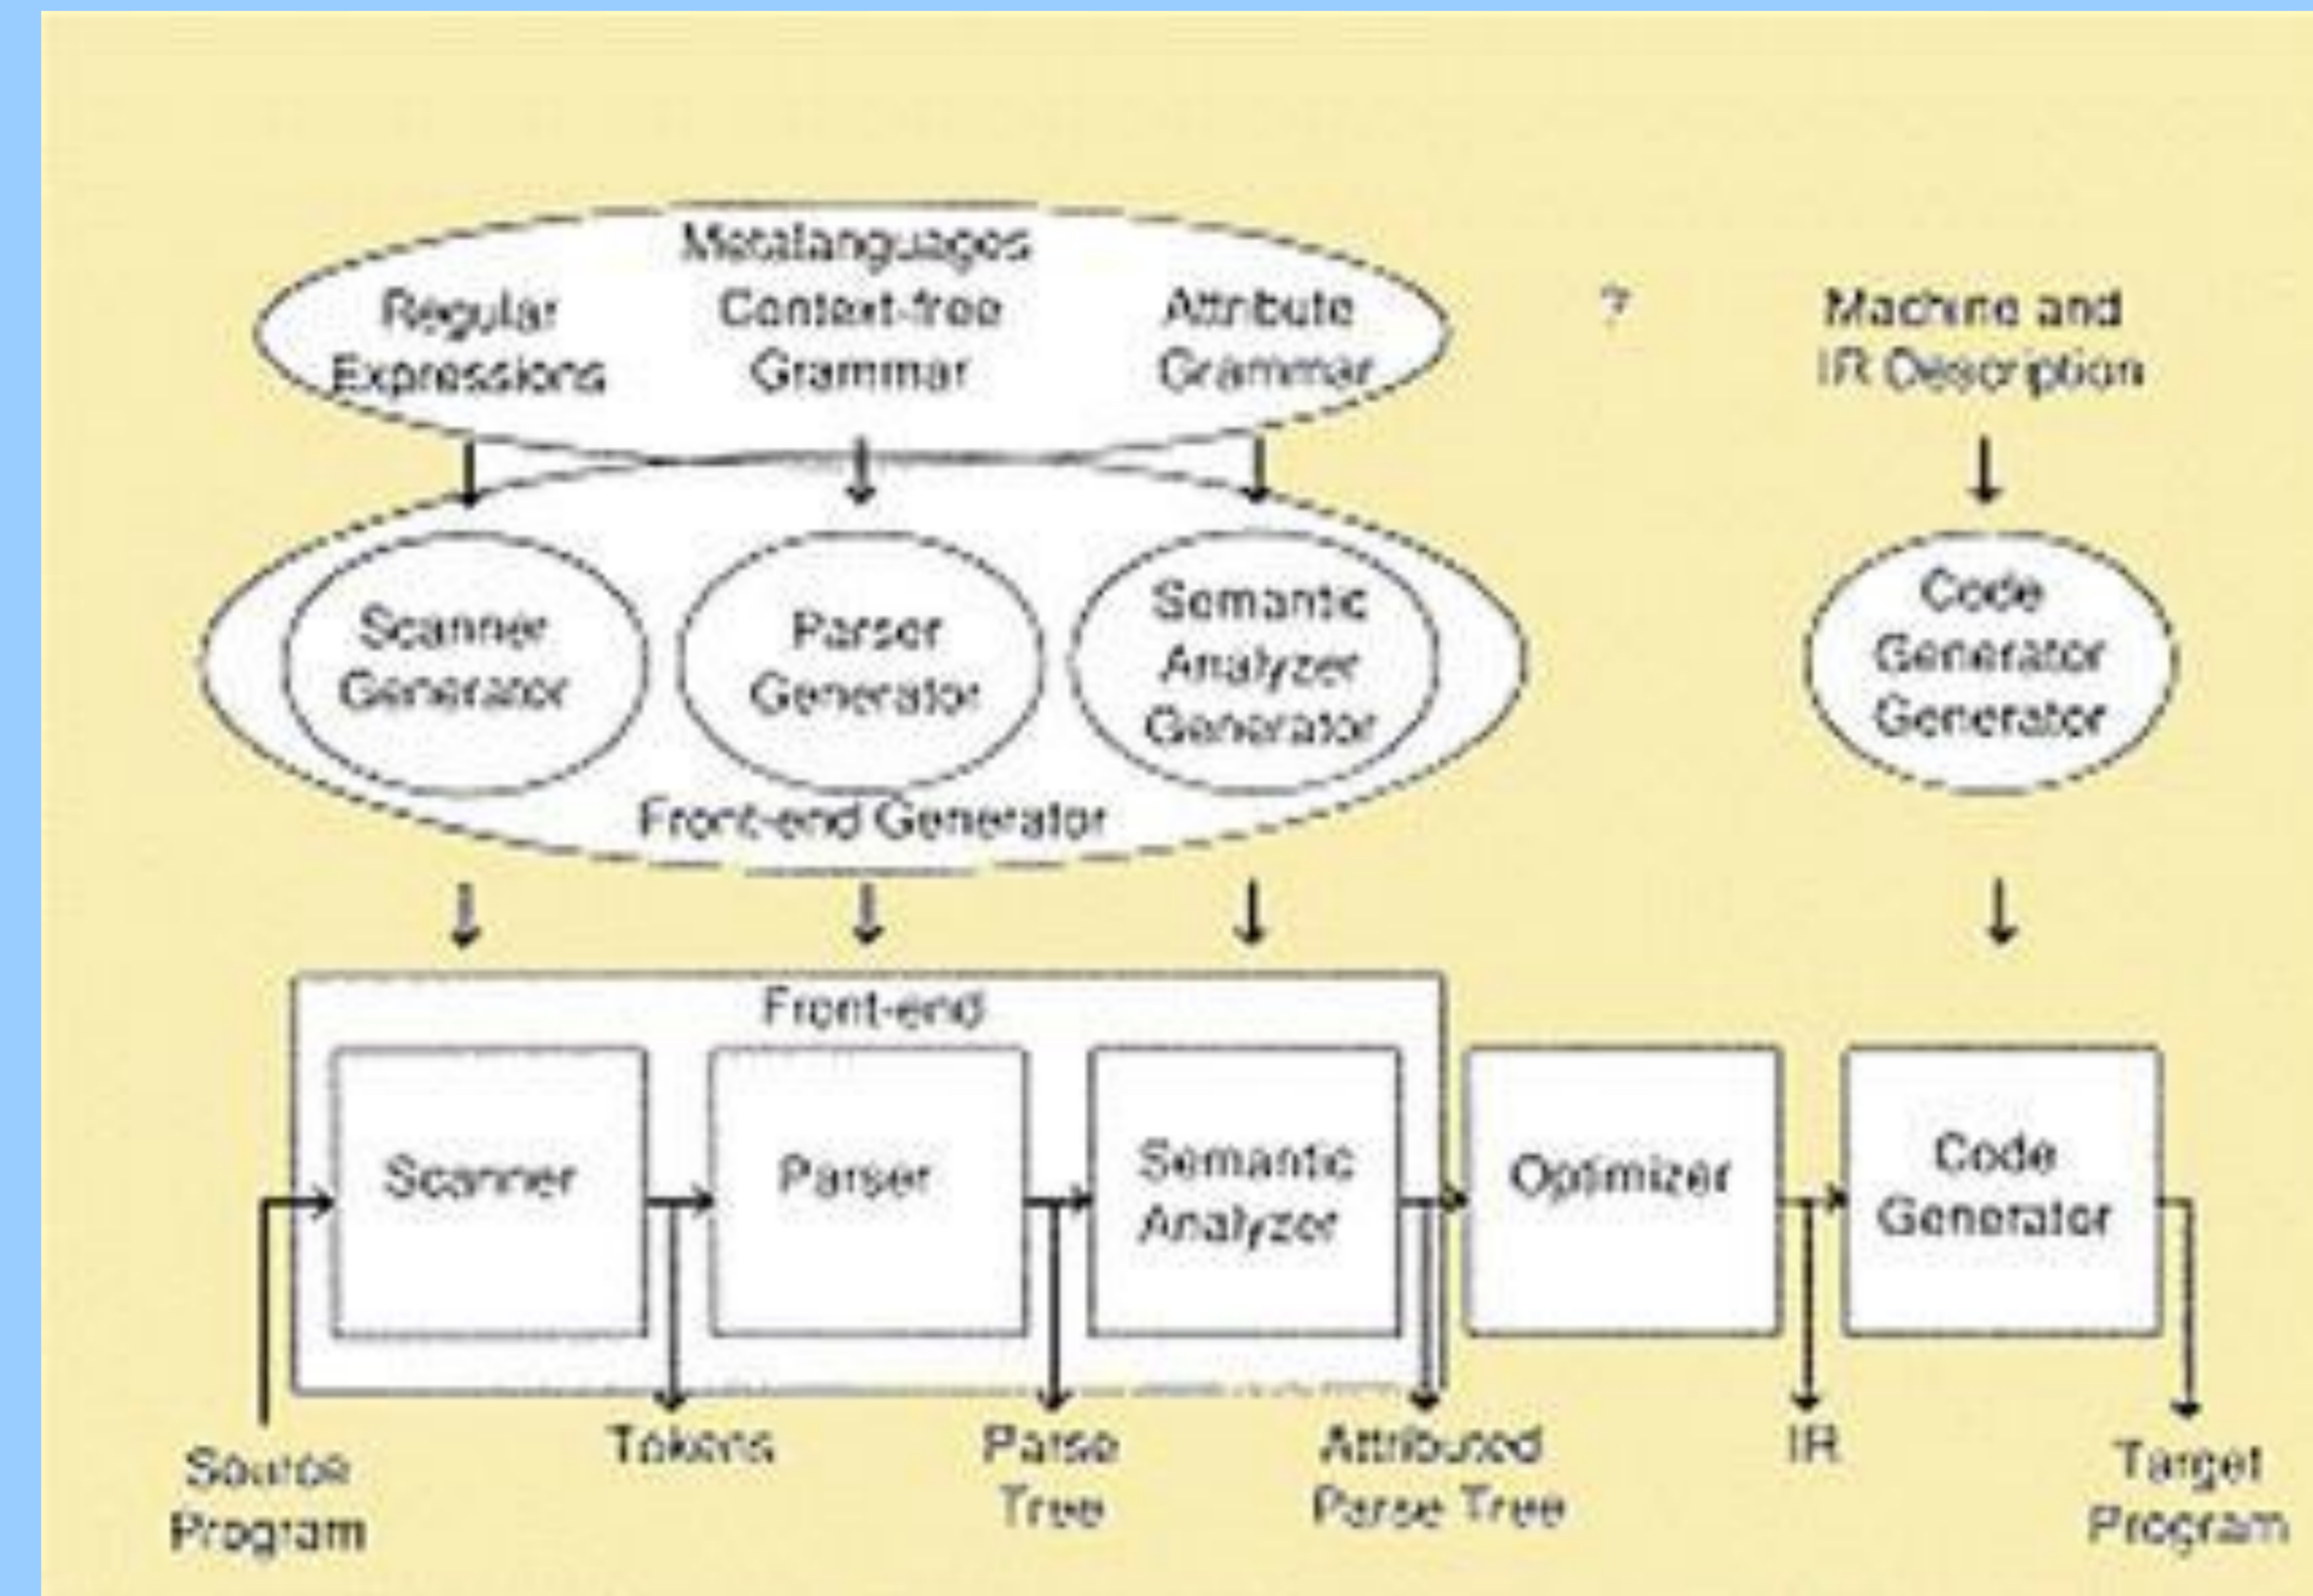 Metalanguages
Regular
Expressions
Context-free
Grammar
Attribute
Grammar
?
Machine and
IR Description
Scanner
Generator
Parser
Generator
Semantic
Analyzer
Generator
Code
Generator
Generator
Front-end Generator
Front-end
Scanner
Parser
Semantic
Analyzer
Optimizer
Code
Generator
Source
Program
Tokens
Parse
Tree
Attributed
Parse Tree
IR
Target
Program